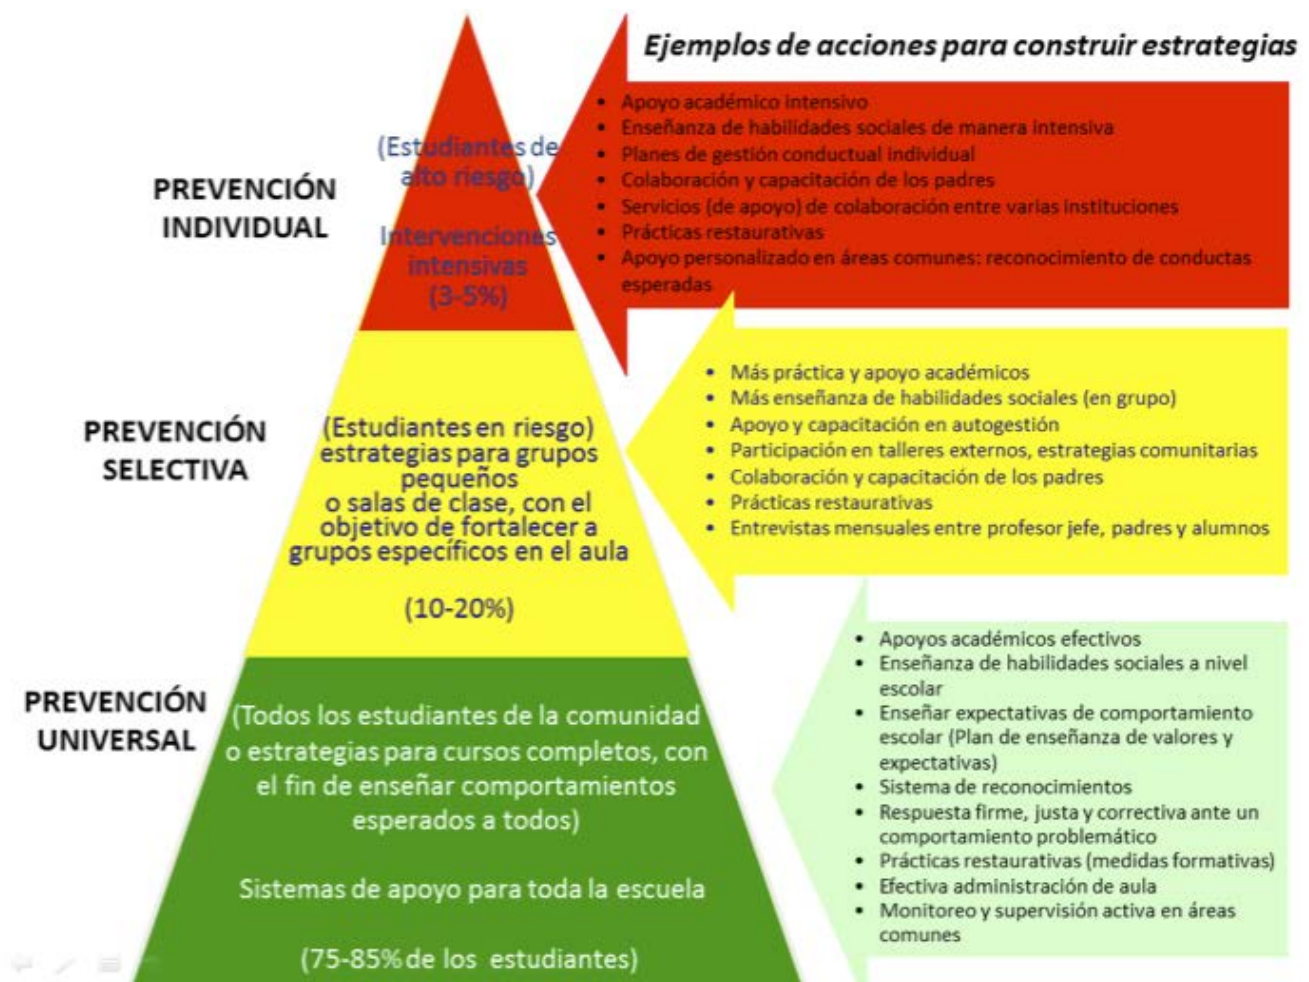 Ejemplos de acciones para construir estrategias
PREVENCIÓN
INDIVIDUAL
(Estudiantes de
alto riesgo)
Intervenciones
intensivas
(3-5%)
• Apoyo académico intensivo
• Enseñanza de habilidades sociales de manera intensiva
• Planes de gestión conductual individual
• Colaboración y capacitación de los padres
• Servicios (de apoyo) de colaboración entre varias instituciones
• Prácticas restaurativas
• Apoyo personalizado en áreas comunes: reconocimiento de conductas
esperadas
PREVENCIÓN
SELECTIVA
(Estudiantes en riesgo)
estrategias para grupos
pequeños
o salas de clase, con el
objetivo de fortalecer a
grupos específicos en el aula
(10-20%)
• Más práctica y apoyo académicos
• Más enseñanza de habilidades sociales (en grupo)
• Apoyo y capacitación en autogestión
• Participación en talleres externos, estrategias comunitarias
• Colaboración y capacitación de los padres
• Prácticas restaurativas
• Entrevistas mensuales entre profesor jefe, padres y alumnos
PREVENCIÓN
UNIVERSAL
(Todos los estudiantes de la comunidad
o estrategias para cursos completos, con
el fin de enseñar comportamientos
esperados a todos)
Sistemas de apoyo para toda la escuela
(75-85% de los estudiantes)
• Apoyos académicos efectivos
• Enseñanza de habilidades sociales a nivel
escolar
• Enseñar expectativas de comportamiento
escolar (Plan de enseñanza de valores y
expectativas)
• Sistema de reconocimientos
• Respuesta firme, justa y correctiva ante un
comportamiento problemático
• Prácticas restaurativas (medidas formativas)
• Efectiva administración de aula
• Monitoreo y supervisión activa en áreas
comunes